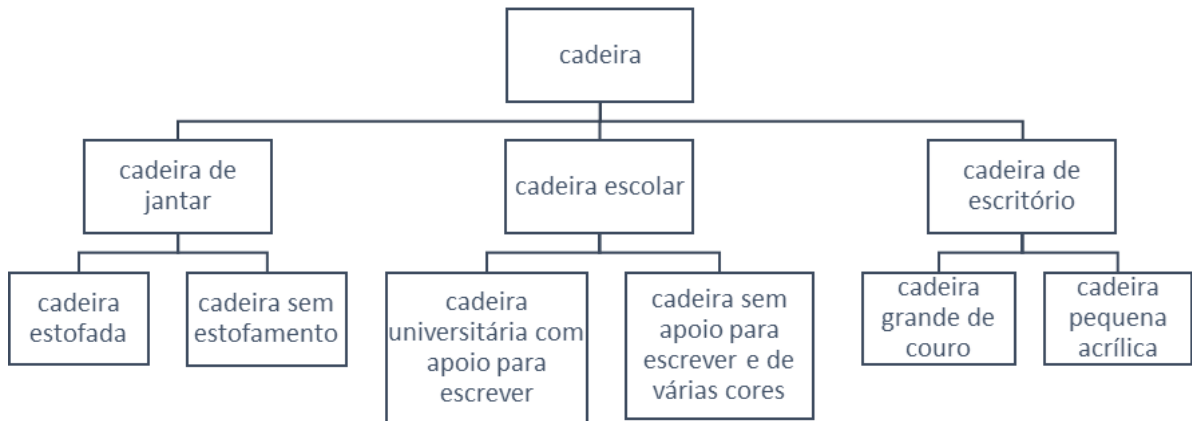 cadeira
cadeira de
jantar
cadeira escolar
cadeira de
escritório
cadeira
estofada
cadeira sem
estofamento
cadeira
universitária com
apoio para
escrever
cadeira sem
apoio para
escrever e de
várias cores
cadeira
grande de
couro
cadeira
pequena
acrílica